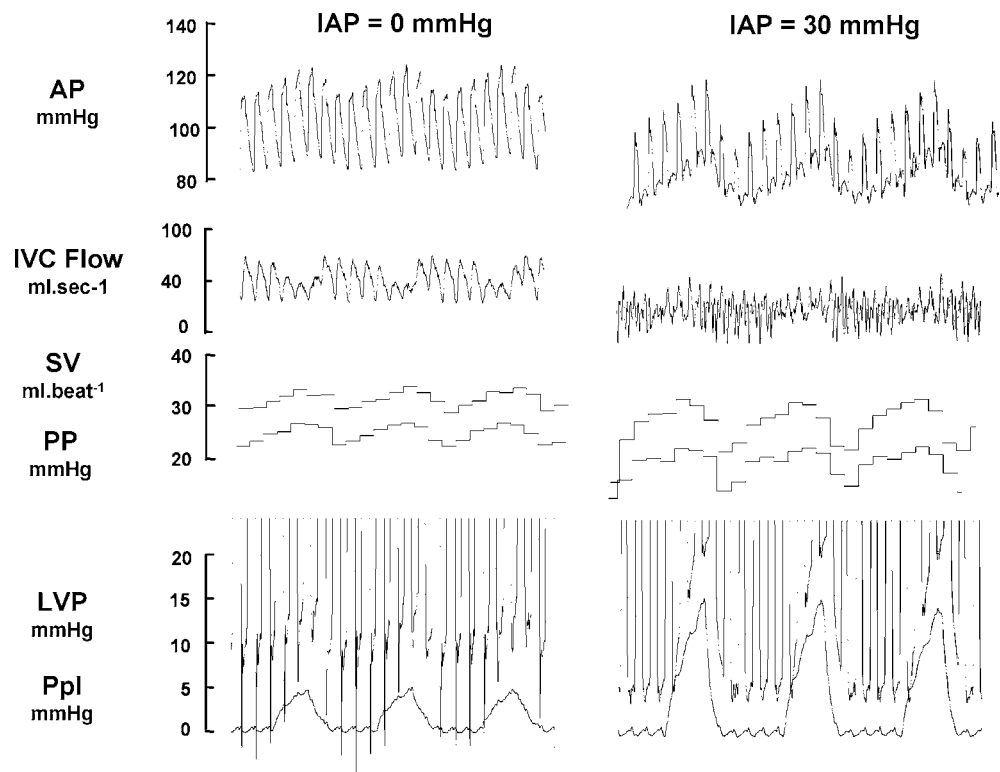 IAP = 0 mmHg
IAP = 30 mmHg
AP
mmHg
140
120
100
80
IVC Flow
ml.sec-1
100
40
0
SV
ml.beat-1
PP
mmHg
40
30
20
LVP
mmHg
Ppl
mmHg
20
15
10
5
0